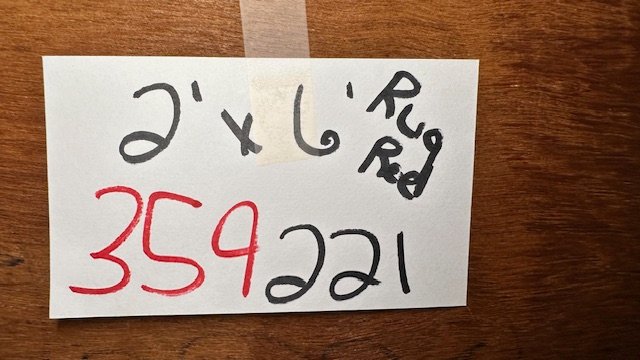 2' x 6' Rug
Red
359221